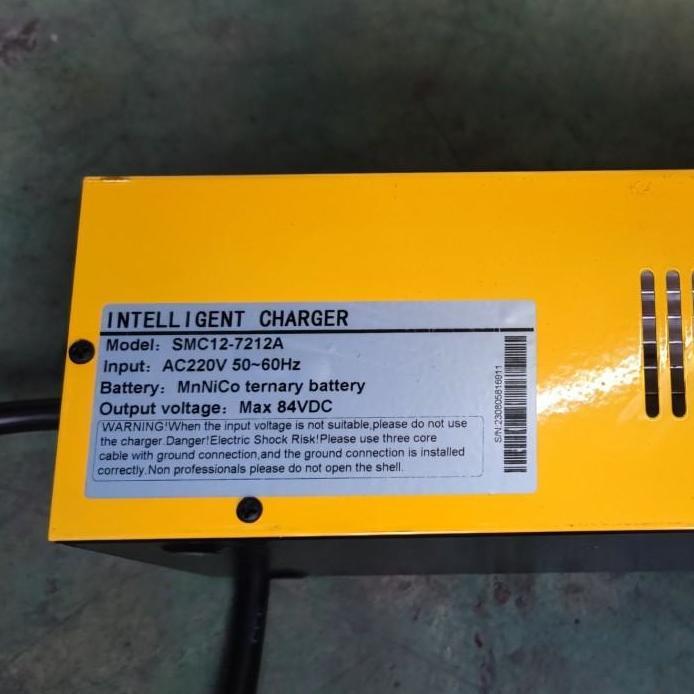 INTELLIGENT CHARGER
Model: SMC12-7212A
Input: AC220V 50~60Hz
Battery: MnNiCo ternary battery
Output voltage: Max 84VDC
WARNING!When the input voltage is not suitable,please do not use
the charger.Danger!Electric Shock Risk!Please use three core
cable with ground connection,and the ground connection is installed
correctly.Non professionals please do not open the shell.
S/N:230805816911